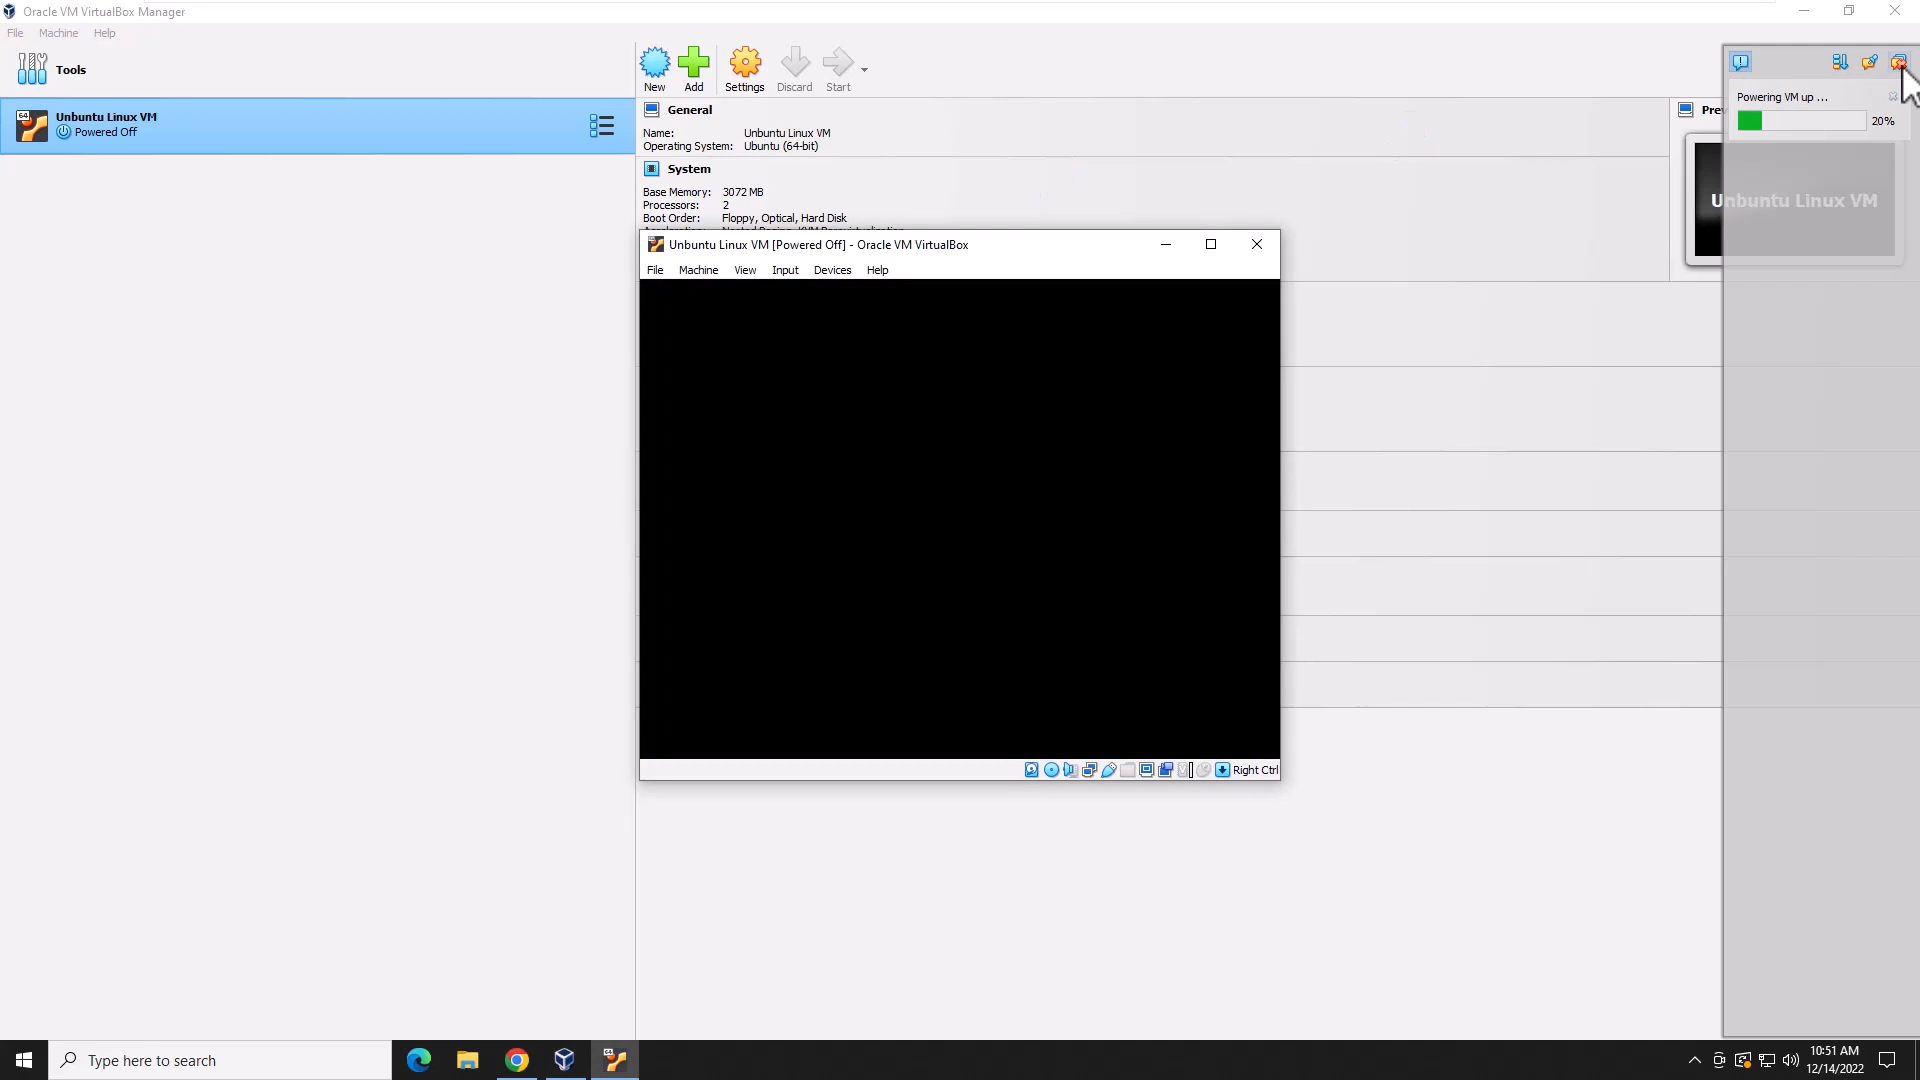 Oracle VM VirtualBox Manager
File Machine Help
Tools
New Add Settings Discard Start
64
Unbuntu Linux VM
Powered Off
General
Name: Unbuntu Linux VM
Operating System: Ubuntu (64-bit)
System
Base Memory: 3072 MB
Processors: 2
Boot Order: Floppy, Optical, Hard Disk
Prev
Powering VM up ...
20%
Unbuntu Linux VM
Unbuntu Linux VM [Powered Off] - Oracle VM VirtualBox
File Machine View Input Devices Help
Right Ctrl
Type here to search
10:51 AM
12/14/2022